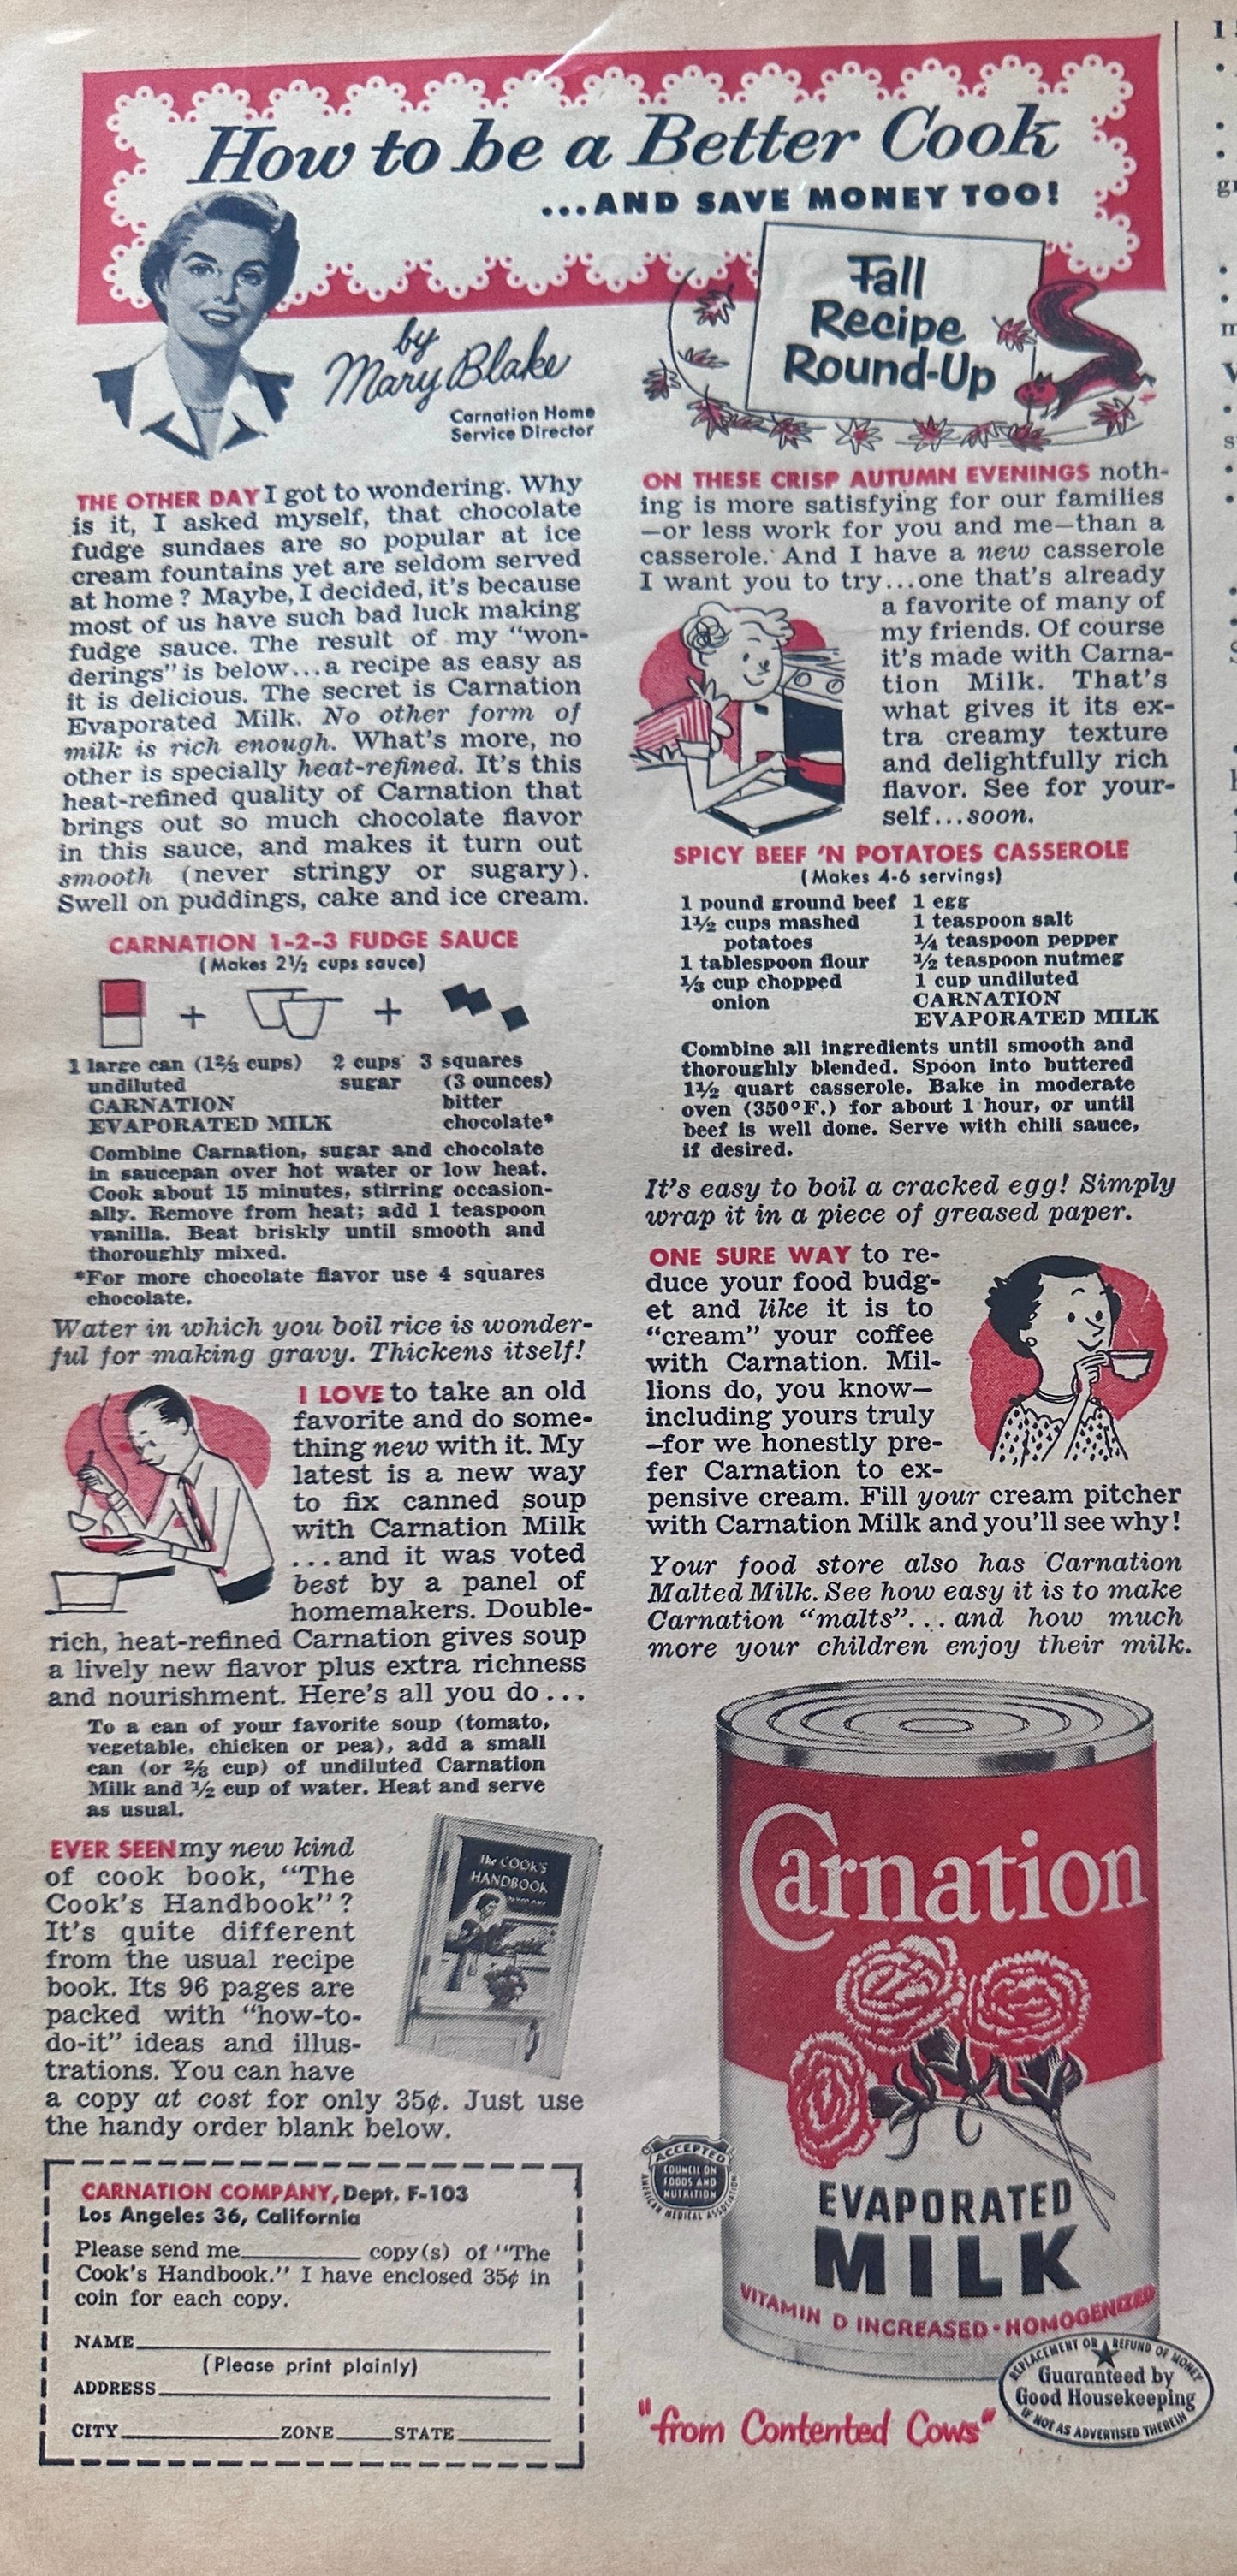 How to be a Better Cook
...AND SAVE MONEY TOO!
by
Mary Blake
Carnation Home
Service Director
Fall
Recipe
Round-Up
THE OTHER DAY I got to wondering. Why
is it, I asked myself, that chocolate
fudge sundaes are so popular at ice
cream fountains yet are seldom served
at home? Maybe, I decided, it's because
most of us have such bad luck making
fudge sauce. The result of my "won-
derings" is below...a recipe as easy as
it is delicious. The secret is Carnation
Evaporated Milk. No other form of
milk is rich enough. What's more, no
other is specially heat-refined. It's this
heat-refined quality of Carnation that
brings out so much chocolate flavor
in this sauce, and makes it turn out
smooth (never stringy or sugary).
Swell on puddings, cake and ice cream.
CARNATION 1-2-3 FUDGE SAUCE
(Makes 2½ cups sauce)
+ +
1 large can (1⅔ cups) 2 cups 3 squares
undiluted sugar (3 ounces)
CARNATION bitter
EVAPORATED MILK chocolate*
Combine Carnation, sugar and chocolate
in saucepan over hot water or low heat.
Cook about 15 minutes, stirring occasion-
ally. Remove from heat; add 1 teaspoon
vanilla. Beat briskly until smooth and
thoroughly mixed.
*For more chocolate flavor use 4 squares
chocolate.
Water in which you boil rice is wonder-
ful for making gravy. Thickens itself!
I LOVE to take an old
favorite and do some-
thing new with it. My
latest is a new way
to fix canned soup
with Carnation Milk
...and it was voted
best by a panel of
homemakers. Double-
rich, heat-refined Carnation gives soup
a lively new flavor plus extra richness
and nourishment. Here's all you do...
To a can of your favorite soup (tomato,
vegetable, chicken or pea), add a small
can (or ⅔ cup) of undiluted Carnation
Milk and ½ cup of water. Heat and serve
as usual.
EVER SEEN my new kind
of cook book, "The
Cook's Handbook"?
It's quite different
from the usual recipe
book. Its 96 pages are
packed with "how-to-
do-it" ideas and illus-
trations. You can have
a copy at cost for only 35¢. Just use
the handy order blank below.
The COOK'S
HANDBOOK
CARNATION COMPANY, Dept. F-103
Los Angeles 36, California
Please send me__________ copy(s) of "The
Cook's Handbook." I have enclosed 35¢ in
coin for each copy.
NAME
(Please print plainly)
ADDRESS
CITY ZONE STATE
ON THESE CRISP AUTUMN EVENINGS noth-
ing is more satisfying for our families
—or less work for you and me—than a
casserole. And I have a new casserole
I want you to try...one that's already
a favorite of many of
my friends. Of course
it's made with Carna-
tion Milk. That's
what gives it its ex-
tra creamy texture
and delightfully rich
flavor. See for your-
self...soon.
SPICY BEEF 'N POTATOES CASSEROLE
(Makes 4-6 servings)
1 pound ground beef 1 egg
1½ cups mashed 1 teaspoon salt
potatoes ¼ teaspoon pepper
1 tablespoon flour ½ teaspoon nutmeg
⅓ cup chopped 1 cup undiluted
onion CARNATION
EVAPORATED MILK
Combine all ingredients until smooth and
thoroughly blended. Spoon into buttered
1½ quart casserole. Bake in moderate
oven (350°F.) for about 1 hour, or until
beef is well done. Serve with chili sauce,
if desired.
It's easy to boil a cracked egg! Simply
wrap it in a piece of greased paper.
ONE SURE WAY to re-
duce your food budg-
et and like it is to
"cream" your coffee
with Carnation. Mil-
lions do, you know—
including yours truly
—for we honestly pre-
fer Carnation to ex-
pensive cream. Fill your cream pitcher
with Carnation Milk and you'll see why!
Your food store also has Carnation
Malted Milk. See how easy it is to make
Carnation "malts"...and how much
more your children enjoy their milk.
Carnation
EVAPORATED
MILK
VITAMIN D INCREASED · HOMOGENIZED
ACCEPTED
COUNCIL ON
FOODS AND
NUTRITION
AMERICAN MEDICAL ASSOCIATION
REPLACEMENT OR REFUND OF MONEY
Guaranteed by
Good Housekeeping
IF NOT AS ADVERTISED THEREIN
"from Contented Cows"